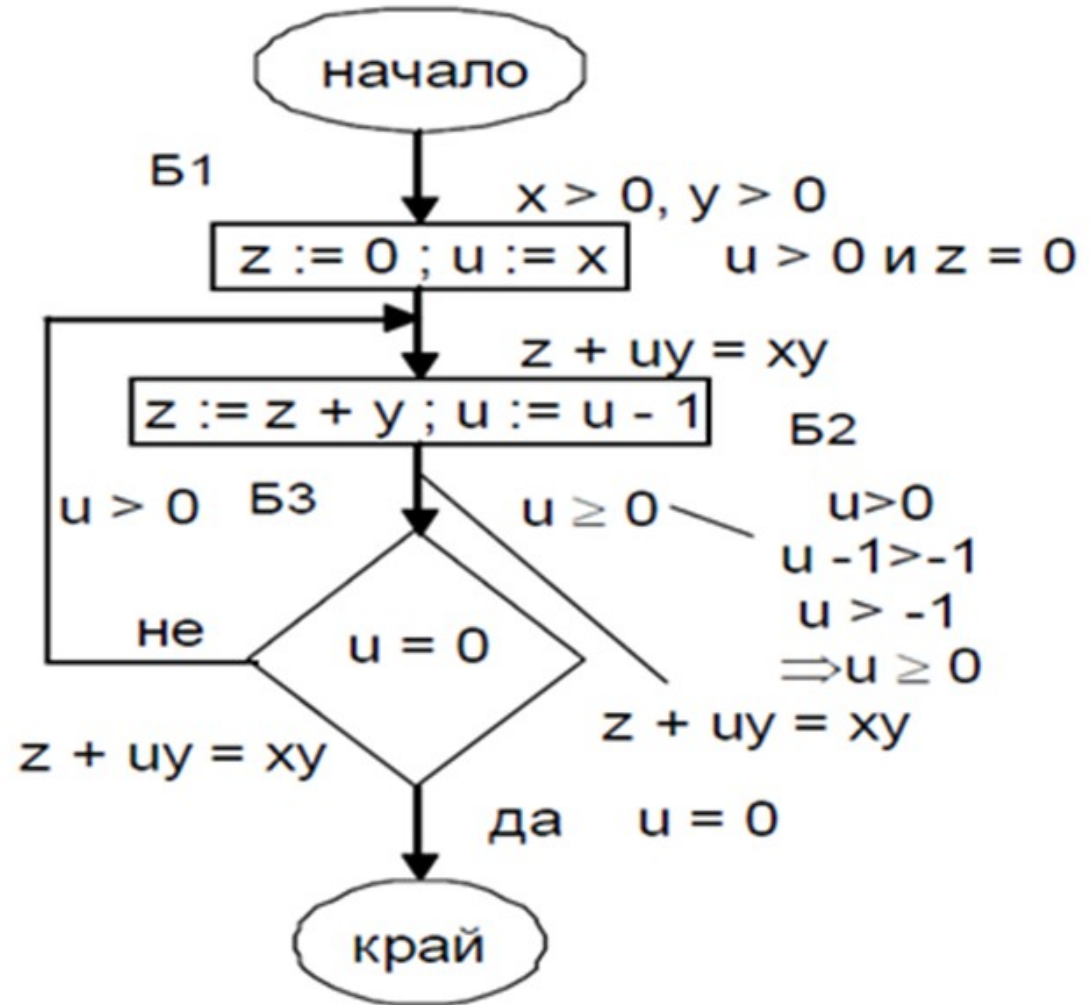 начало
Б1
x > 0, y > 0
z := 0 ; u := x
u > 0 и z = 0
z + uy = xy
z := z + y ; u := u - 1
Б2
u > 0
Б3
u ≥ 0
u>0
u -1>-1
u > -1
⇒u ≥ 0
не
u = 0
z + uy = xy
z + uy = xy
да
u = 0
край